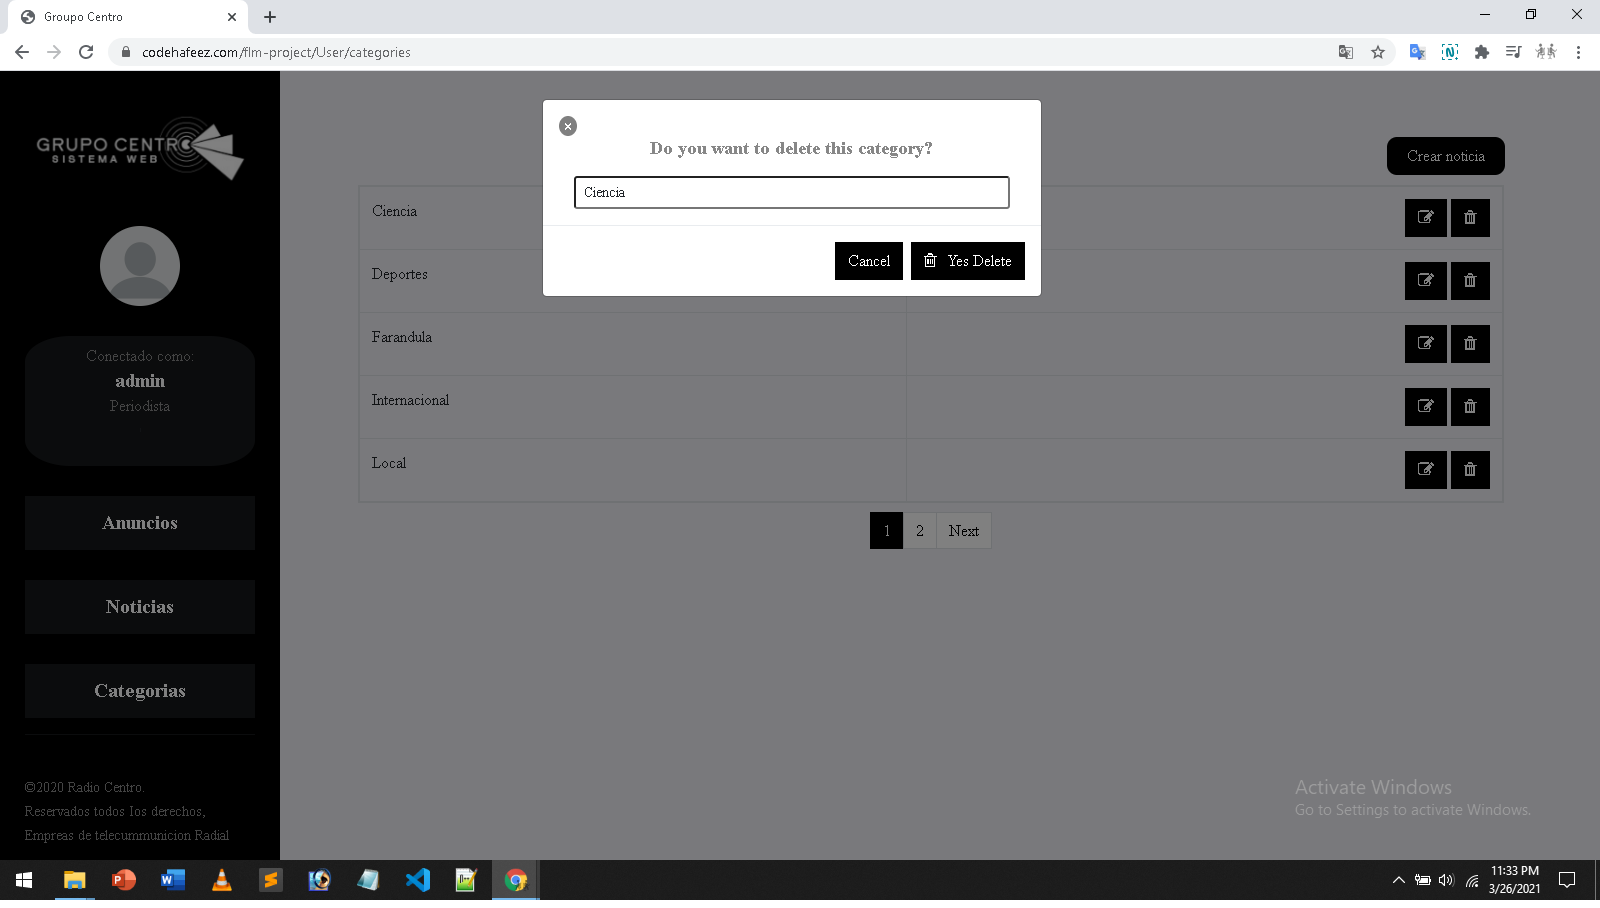 Groupo Centro
codehafeez.com/flm-project/User/categories
GRUPO CENTRO
SISTEMA WEB
Conectado como:
admin
Periodista
Anuncios
Noticias
Categorias
©2020 Radio Centro.
Reservados todos los derechos,
Empreas de telecummunicion Radial
Do you want to delete this category?
Ciencia
Cancel
Yes Delete
Crear noticia
Ciencia
Deportes
Farandula
Internacional
Local
1 2 Next
Activate Windows
Go to Settings to activate Windows.
11:33 PM
3/26/2021